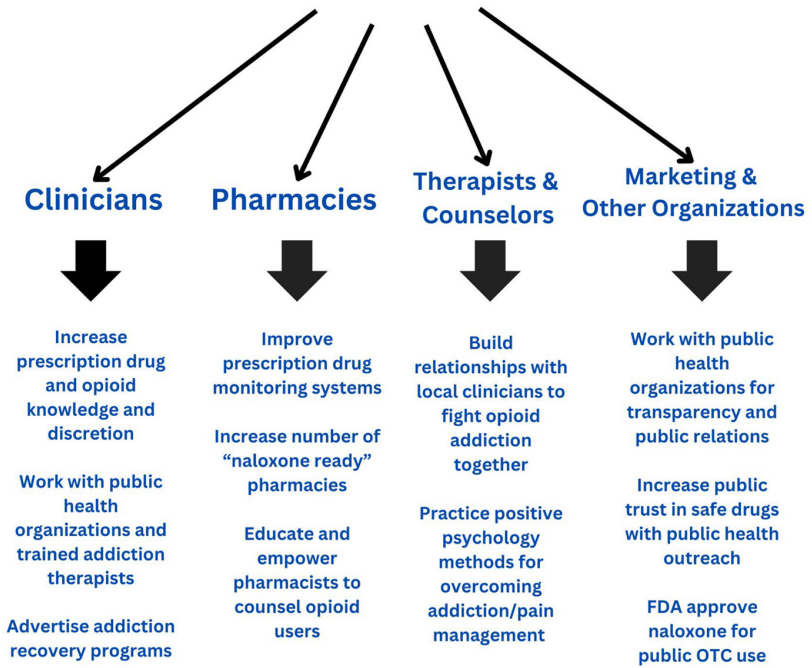 Clinicians
Increase
prescription drug
and opioid
knowledge and
discretion
Work with public
health
organizations and
trained addiction
therapists
Advertise addiction
recovery programs
Pharmacies
Improve
prescription drug
monitoring systems
Increase number of
“naloxone ready”
pharmacies
Educate and
empower
pharmacists to
counsel opioid
users
Therapists &
Counselors
Build
relationships with
local clinicians to
fight opioid
addiction
together
Practice positive
psychology
methods for
overcoming
addiction/pain
management
Marketing &
Other Organizations
Work with public
health
organizations for
transparency and
public relations
Increase public
trust in safe drugs
with public health
outreach
FDA approve
naloxone for
public OTC use